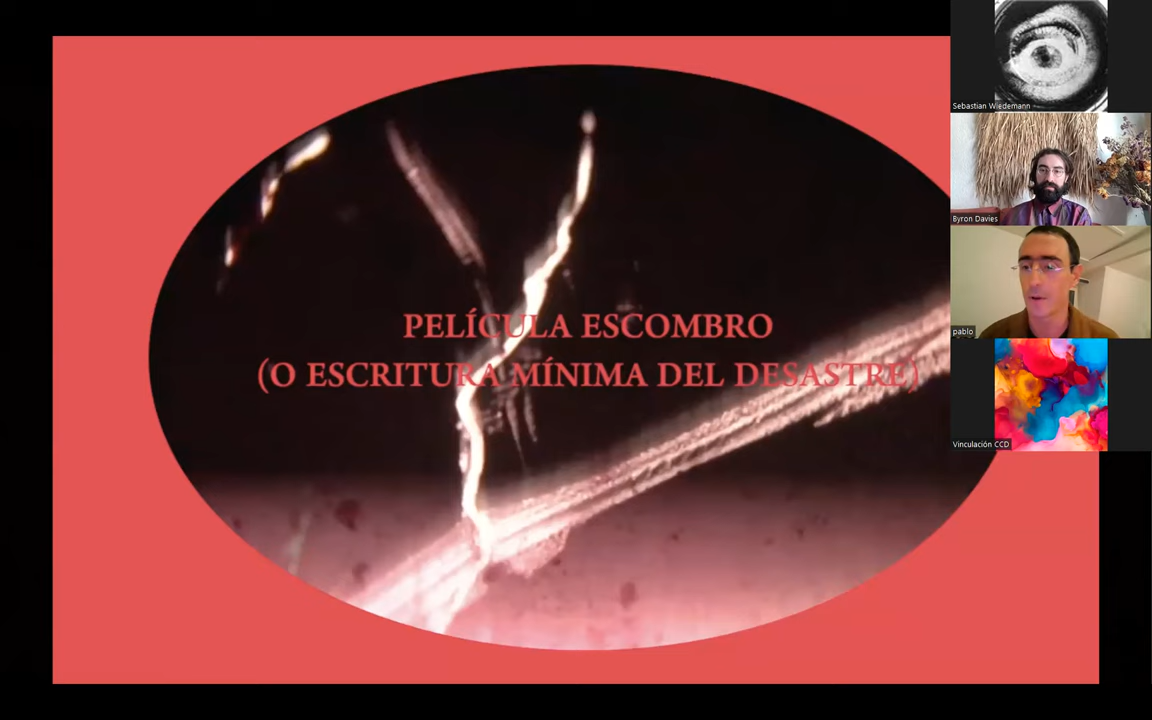 PELÍCULA ESCOMBRO
(O ESCRITURA MÍNIMA DEL DESASTRE)
Sebastian Wiedemann
Byron Davies
pablo
Vinculación CCD